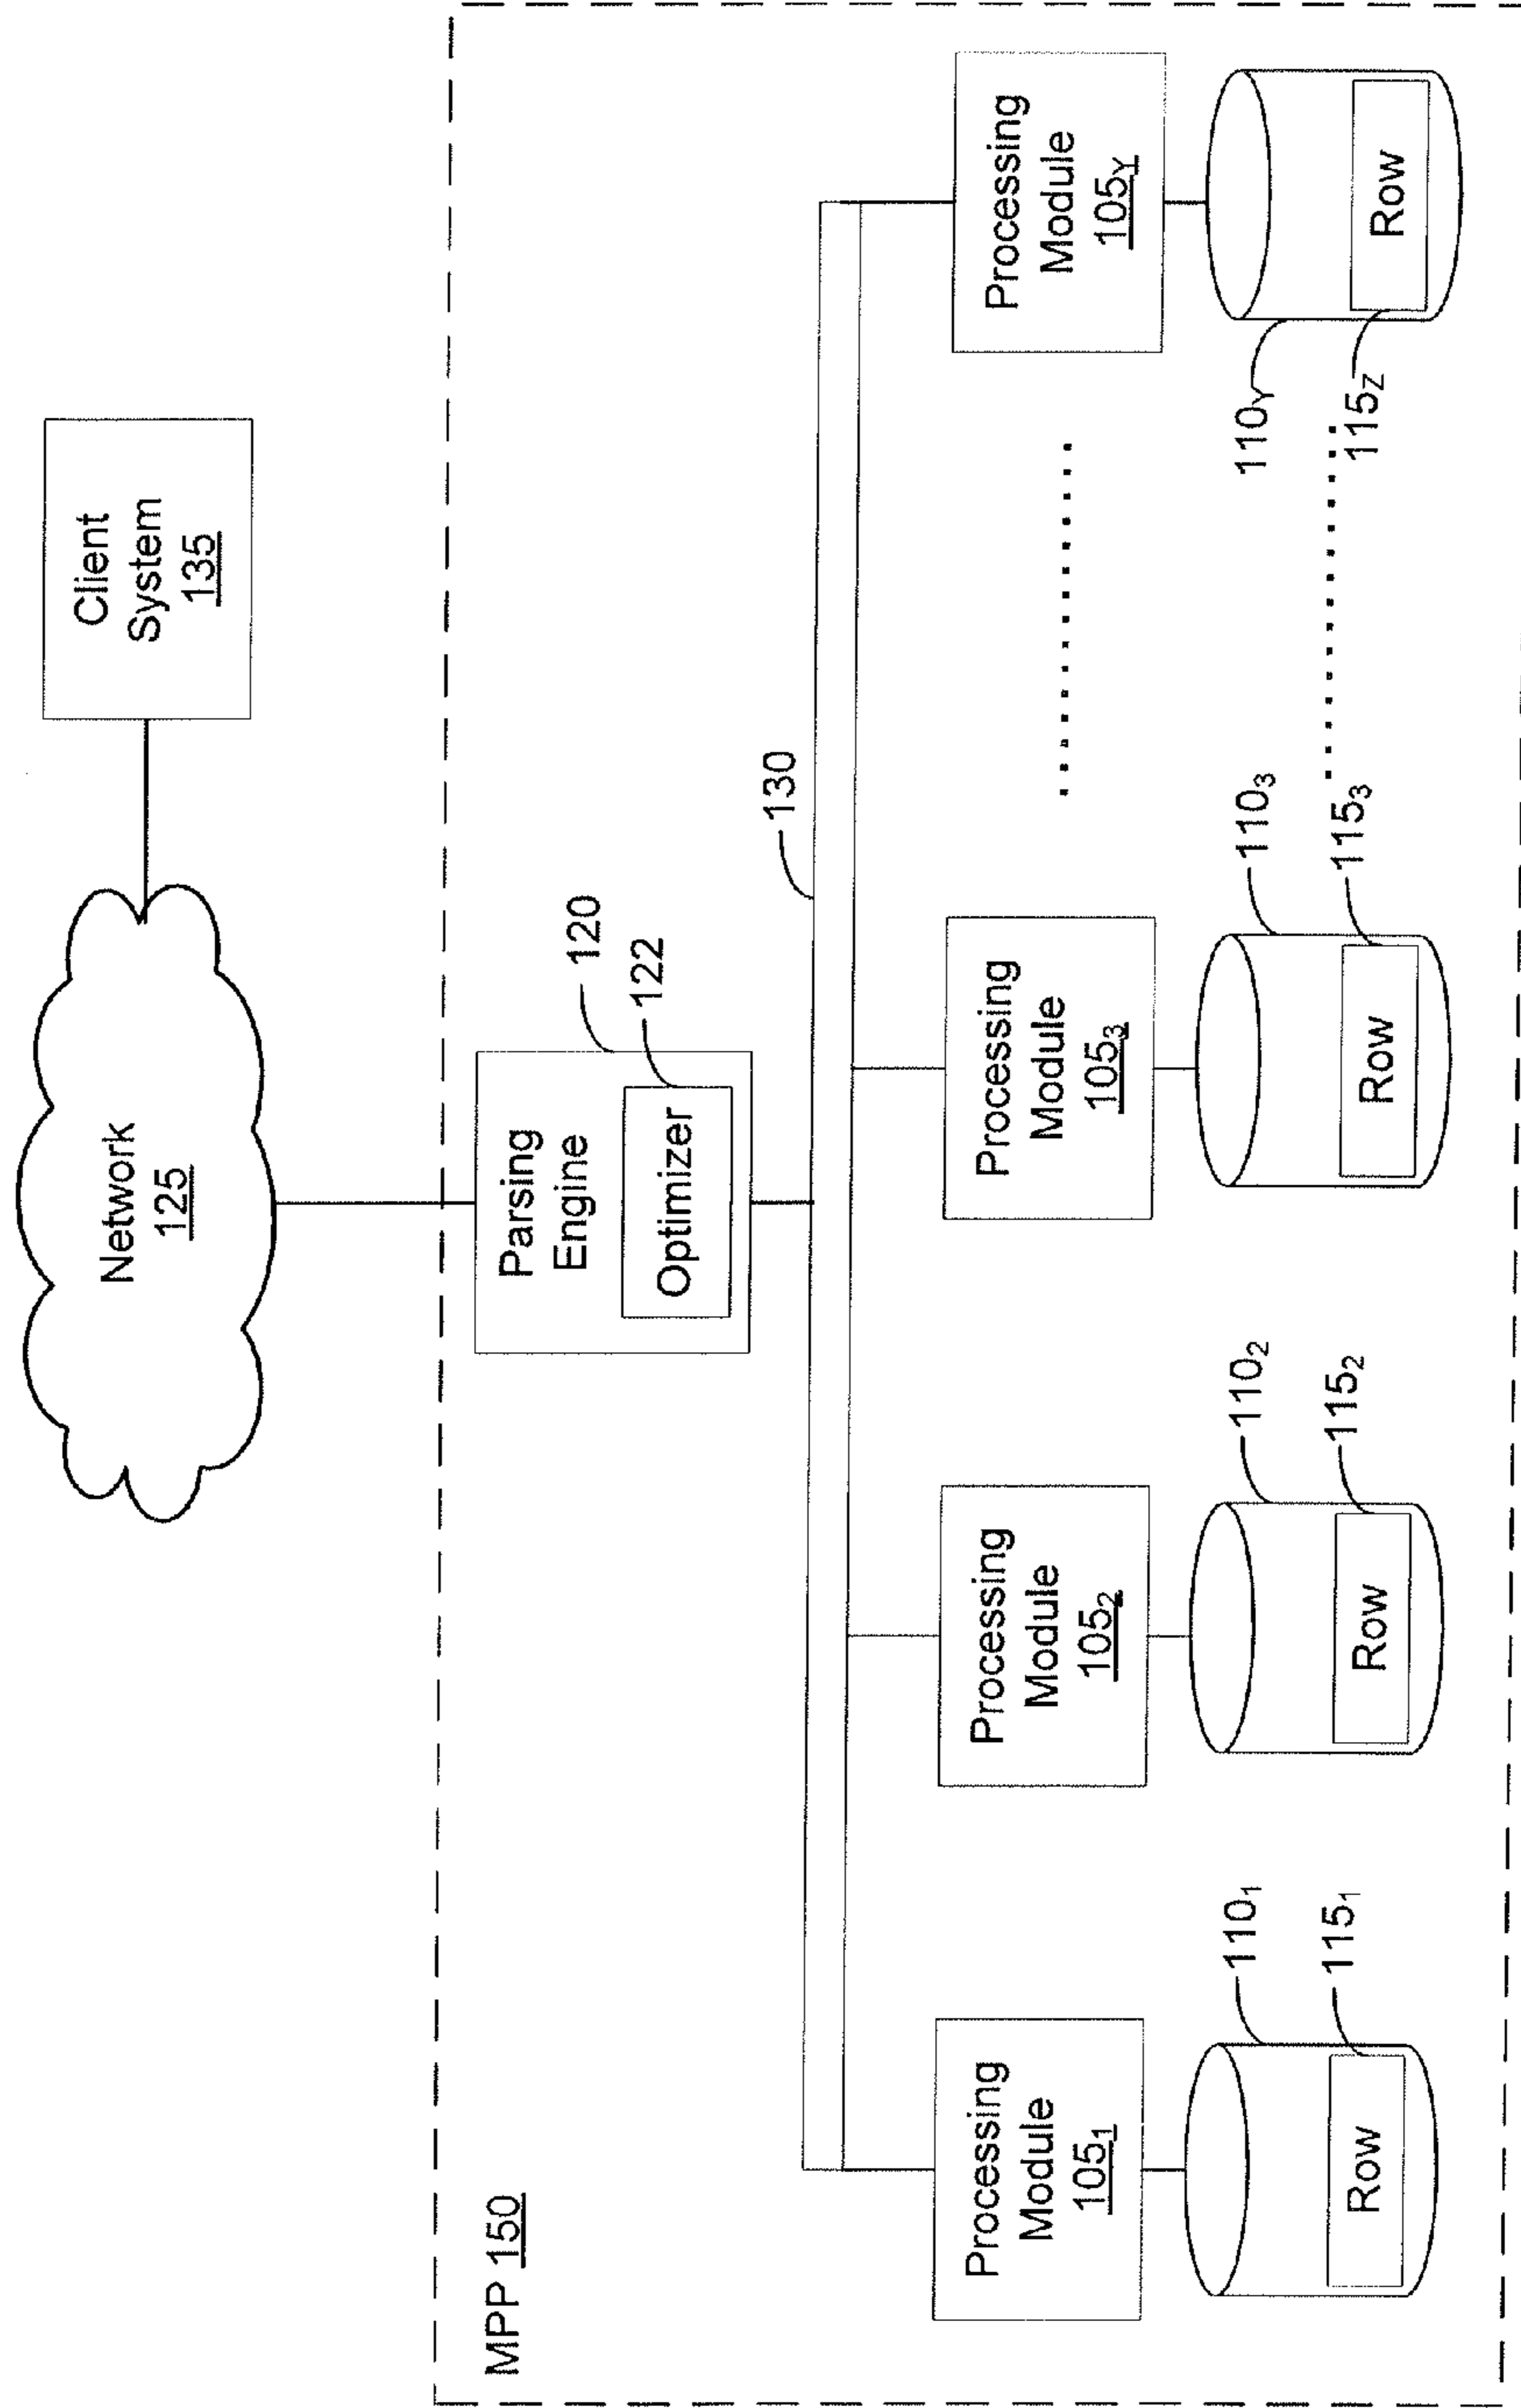 Client
System
135
Network
125
MPP 150
Parsing
Engine
120
Optimizer
122
130
Processing
Module
105₁
Processing
Module
105₂
Processing
Module
105₃
Processing
Module
105Y
110₁
110₂
110₃
110Y
Row
115₁
Row
115₂
Row
115₃
Row
115Z